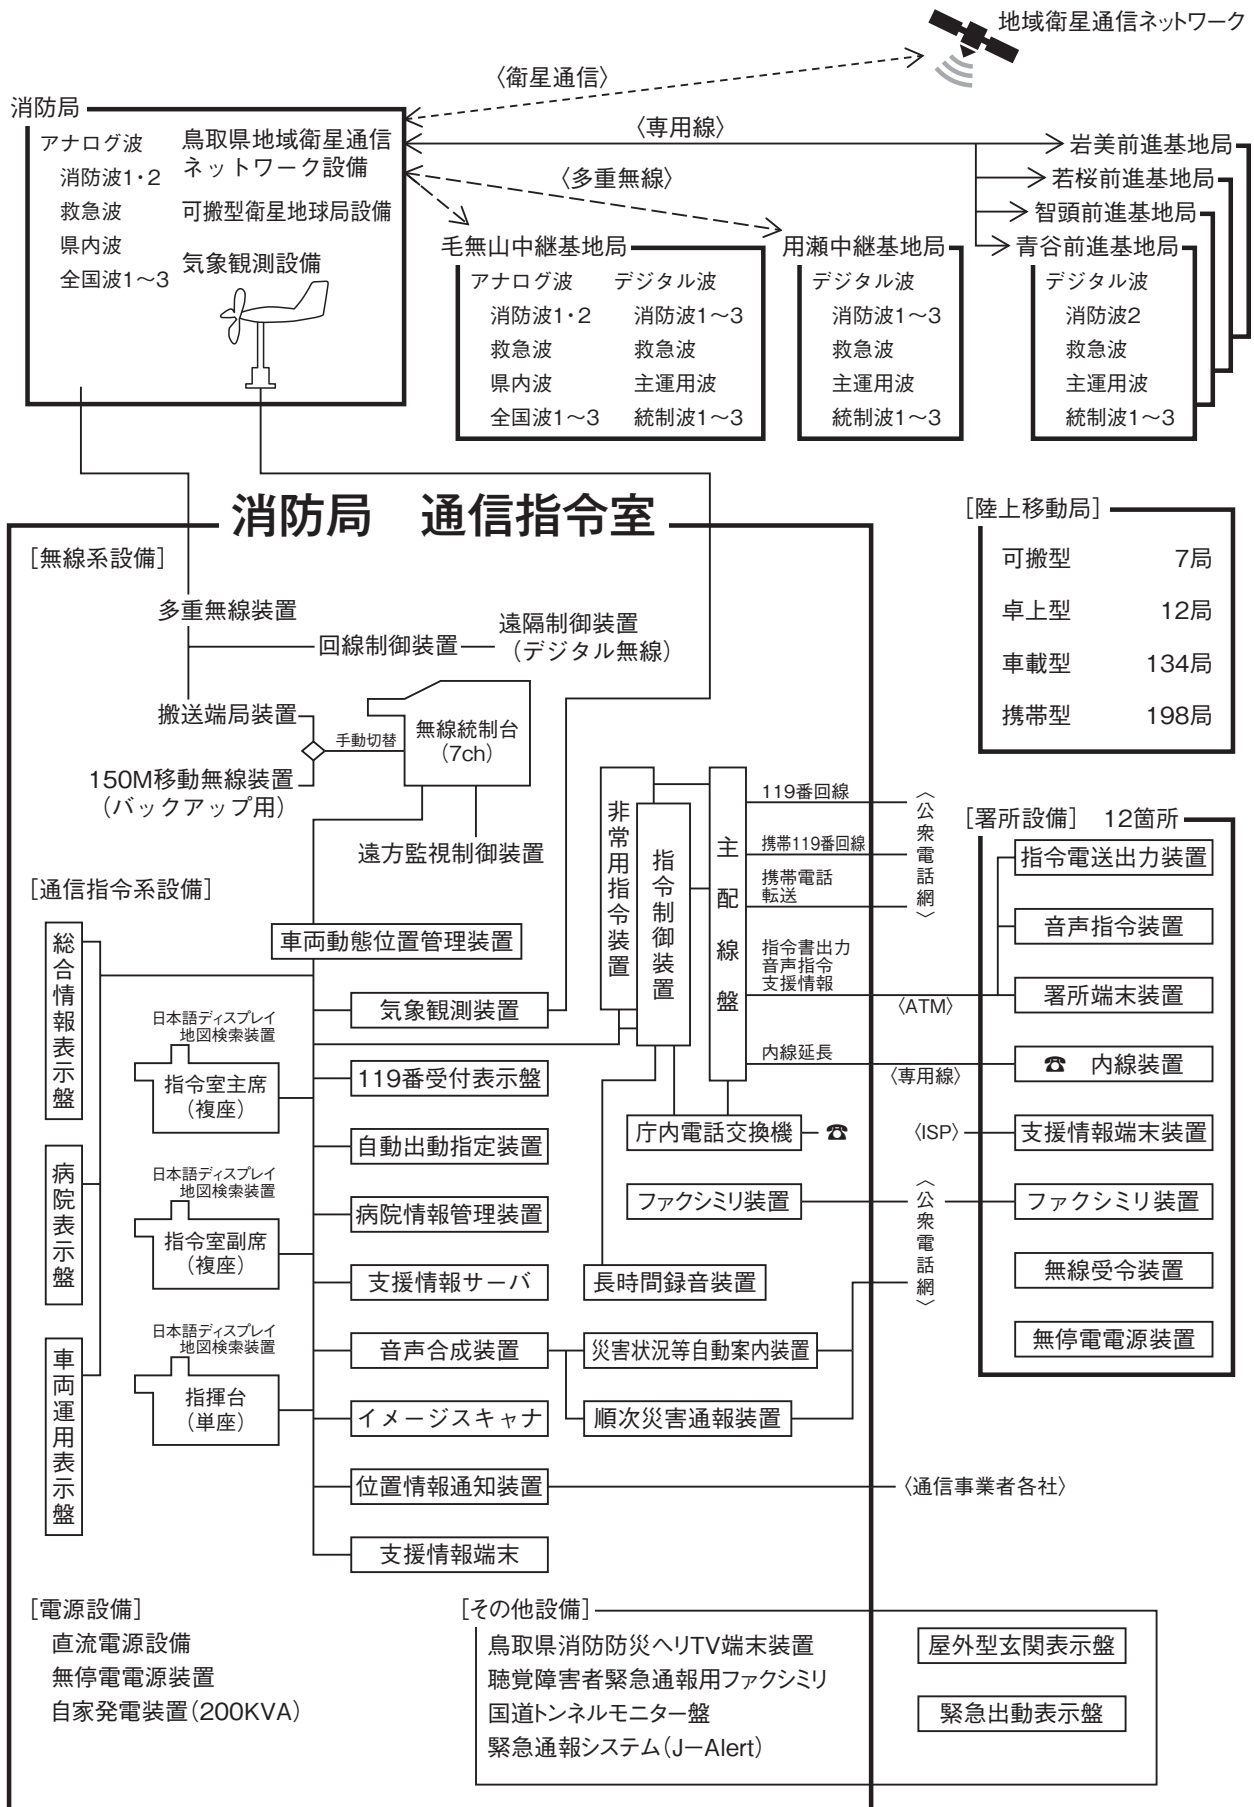 地域衛星通信ネットワーク
〈衛星通信〉
消防局
アナログ波
消防波1・2
救急波
県内波
全国波1〜3
鳥取県地域衛星通信
ネットワーク設備
可搬型衛星地球局設備
気象観測設備
〈専用線〉
〈多重無線〉
岩美前進基地局
若桜前進基地局
智頭前進基地局
青谷前進基地局
デジタル波
消防波2
救急波
主運用波
統制波1〜3
毛無山中継基地局
アナログ波
消防波1・2
救急波
県内波
全国波1〜3
デジタル波
消防波1〜3
救急波
主運用波
統制波1〜3
用瀬中継基地局
デジタル波
消防波1〜3
救急波
主運用波
統制波1〜3
消防局 通信指令室
[無線系設備]
多重無線装置
回線制御装置
遠隔制御装置
(デジタル無線)
搬送端局装置
手動切替
無線統制台
(7ch)
150M移動無線装置
(バックアップ用)
遠方監視制御装置
[陸上移動局]
可搬型 7局
卓上型 12局
車載型 134局
携帯型 198局
[通信指令系設備]
総合情報表示盤
病院表示盤
車両運用表示盤
車両動態位置管理装置
日本語ディスプレイ
地図検索装置
指令室主席
(複座)
日本語ディスプレイ
地図検索装置
指令室副席
(複座)
日本語ディスプレイ
地図検索装置
指揮台
(単座)
気象観測装置
119番受付表示盤
自動出動指定装置
病院情報管理装置
支援情報サーバ
音声合成装置
イメージスキャナ
位置情報通知装置
支援情報端末
非常用指令装置
指令制御装置
主配線盤
119番回線
携帯119番回線
携帯電話
転送
〈公衆電話網〉
指令書出力
音声指令
支援情報
〈ATM〉
内線延長
〈専用線〉
庁内電話交換機 ☎
ファクシミリ装置
長時間録音装置
災害状況等自動案内装置
順次災害通報装置
〈ISP〉
〈公衆電話網〉
〈通信事業者各社〉
[署所設備] 12箇所
指令電送出力装置
音声指令装置
署所端末装置
☎ 内線装置
支援情報端末装置
ファクシミリ装置
無線受令装置
無停電電源装置
[電源設備]
直流電源設備
無停電電源装置
自家発電装置(200KVA)
[その他設備]
鳥取県消防防災ヘリTV端末装置
聴覚障害者緊急通報用ファクシミリ
国道トンネルモニター盤
緊急通報システム(J−Alert)
屋外型玄関表示盤
緊急出動表示盤